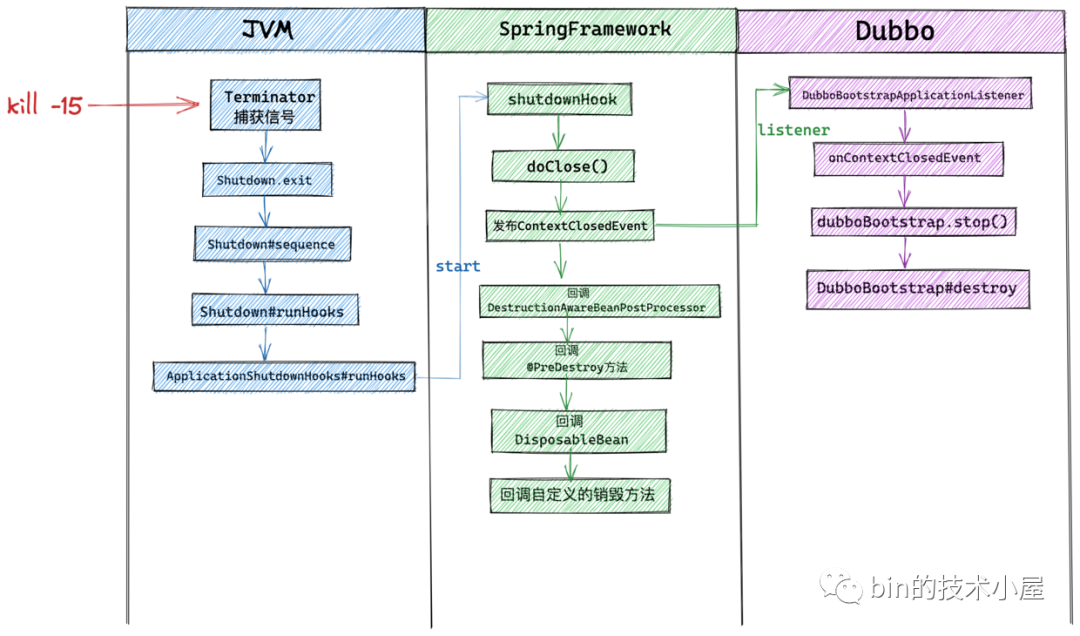 JVM
SpringFramework
Dubbo
kill -15
Terminator
捕获信号
Shutdown.exit
Shutdown#sequence
Shutdown#runHooks
ApplicationShutdownHooks#runHooks
start
shutdownHook
doClose()
发布ContextClosedEvent
回调
DestructionAwareBeanPostProcessor
回调
@PreDestroy方法
回调
DisposableBean
回调自定义的销毁方法
listener
DubboBootstrapApplicationListener
onContextClosedEvent
dubboBootstrap.stop()
DubboBootstrap#destroy
bin的技术小屋